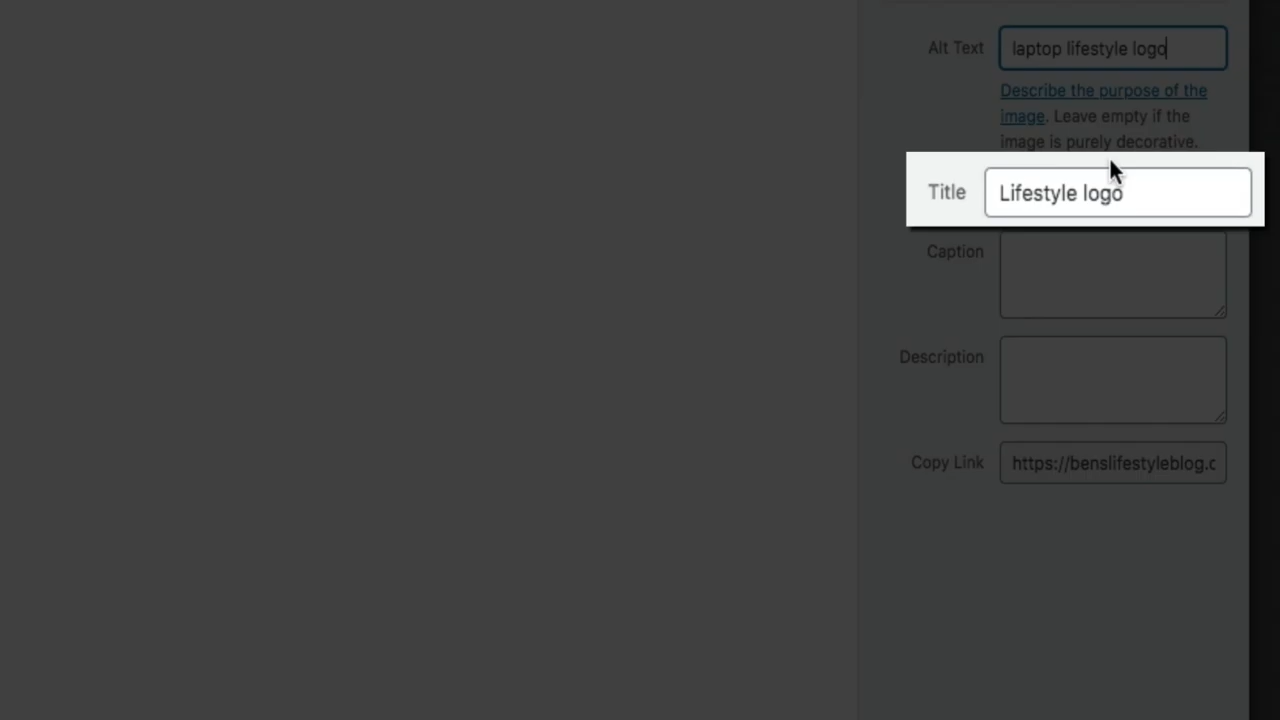 Alt Text
laptop lifestyle logo
Describe the purpose of the
image. Leave empty if the
image is purely decorative.
Title
Lifestyle logo
Caption
Description
Copy Link
https://benslifestyleblog.c